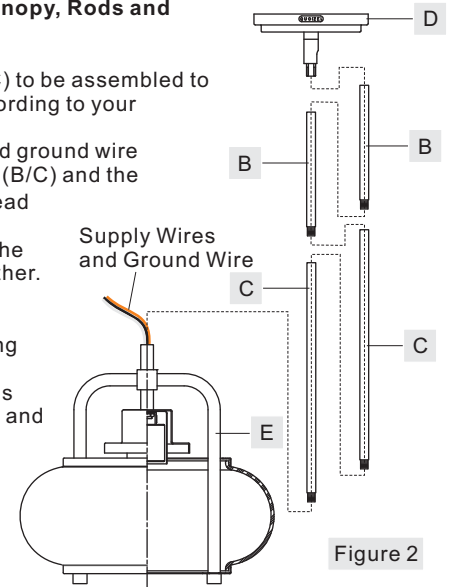 nopy, Rods and
) to be assembled to
ording to your
d ground wire
(B/C) and the
ead
he
ther.
ng
s
and
Supply Wires
and Ground Wire
D
B
B
C
C
E
Figure 2